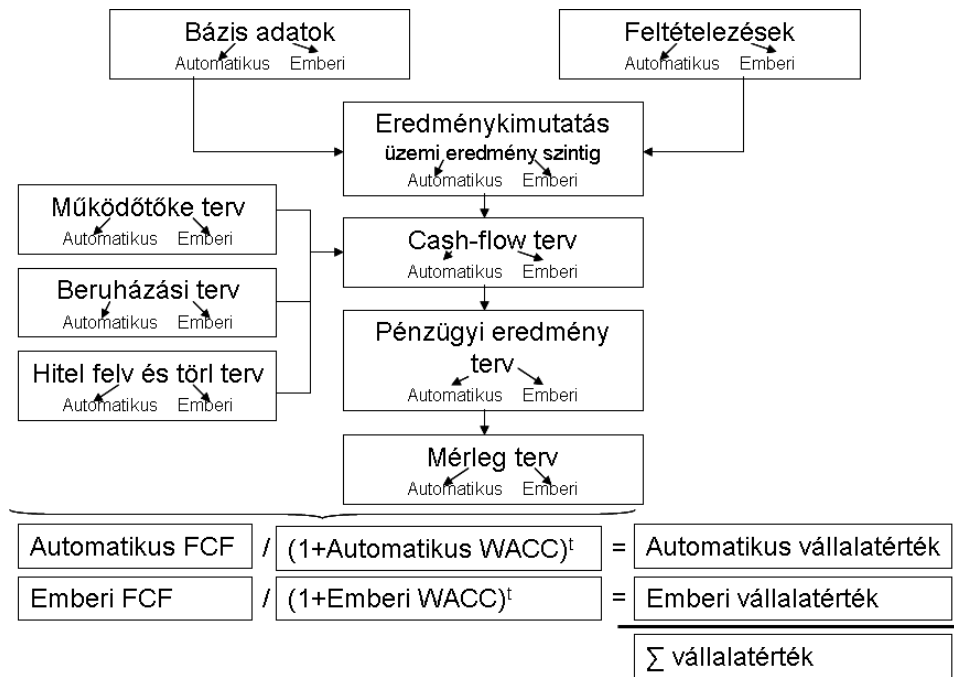 Bázis adatok
Automatikus Emberi
Feltételezések
Automatikus Emberi
Eredménykimutatás
üzemi eredmény szintig
Automatikus Emberi
Működőtőke terv
Automatikus Emberi
Cash-flow terv
Automatikus Emberi
Beruházási terv
Automatikus Emberi
Pénzügyi eredmény
terv
Automatikus Emberi
Hitel felv és törl terv
Automatikus Emberi
Mérleg terv
Automatikus Emberi
Automatikus FCF / (1+Automatikus WACC)ᵗ = Automatikus vállalatérték
Emberi FCF / (1+Emberi WACC)ᵗ = Emberi vállalatérték
∑ vállalatérték